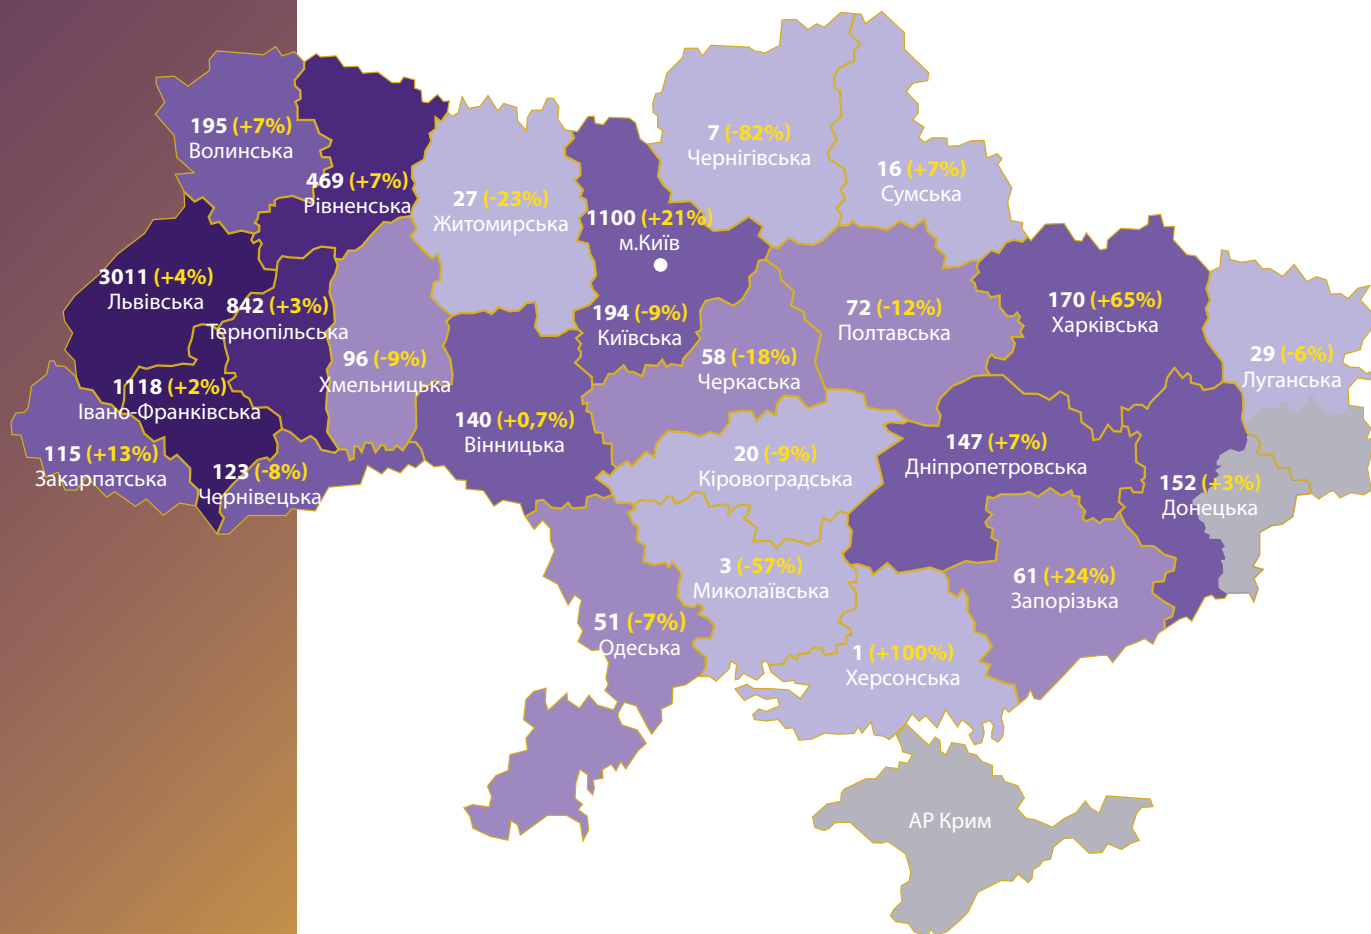 195 (+7%)
Волинська
469 (+7%)
Рівненська
27 (-23%)
Житомирська
1100 (+21%)
м.Київ
7 (-82%)
Чернігівська
16 (+7%)
Сумська
3011 (+4%)
Львівська
842 (+3%)
Тернопільська
96 (-9%)
Хмельницька
194 (-9%)
Київська
58 (-18%)
Черкаська
72 (-12%)
Полтавська
170 (+65%)
Харківська
29 (-6%)
Луганська
1118 (+2%)
Івано-Франківська
115 (+13%)
Закарпатська
123 (-8%)
Чернівецька
140 (+0,7%)
Вінницька
20 (-9%)
Кіровоградська
147 (+7%)
Дніпропетровська
152 (+3%)
Донецька
3 (-57%)
Миколаївська
61 (+24%)
Запорізька
51 (-7%)
Одеська
1 (+100%)
Херсонська
АР Крим